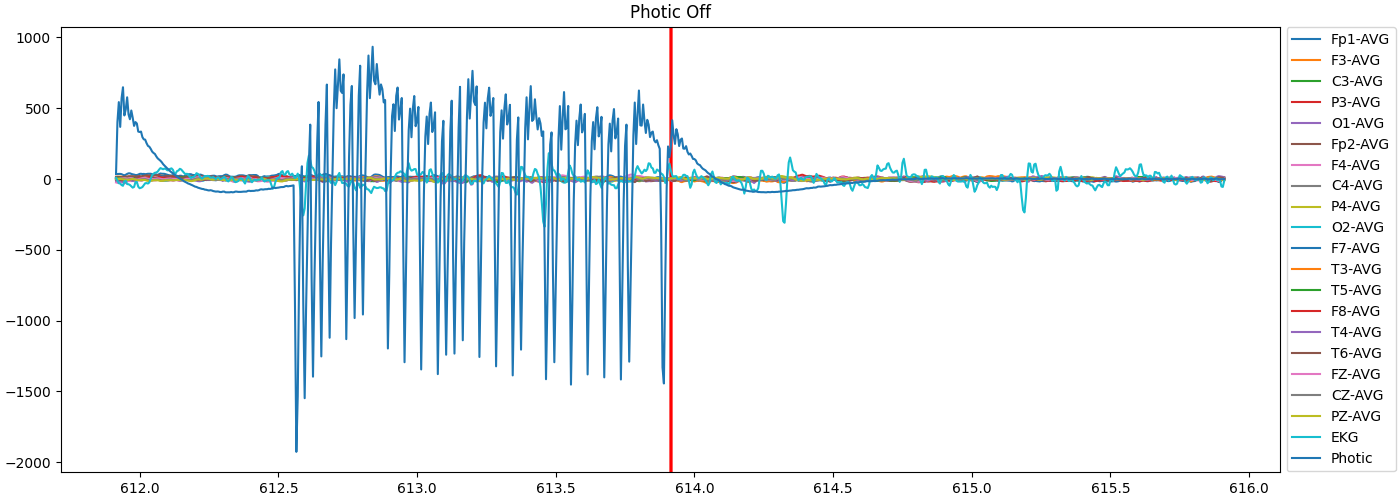 Photic Off
1000
500
0
−500
−1000
−1500
−2000
612.0 612.5 613.0 613.5 614.0 614.5 615.0 615.5 616.0
Fp1-AVG
F3-AVG
C3-AVG
P3-AVG
O1-AVG
Fp2-AVG
F4-AVG
C4-AVG
P4-AVG
O2-AVG
F7-AVG
T3-AVG
T5-AVG
F8-AVG
T4-AVG
T6-AVG
FZ-AVG
CZ-AVG
PZ-AVG
EKG
Photic